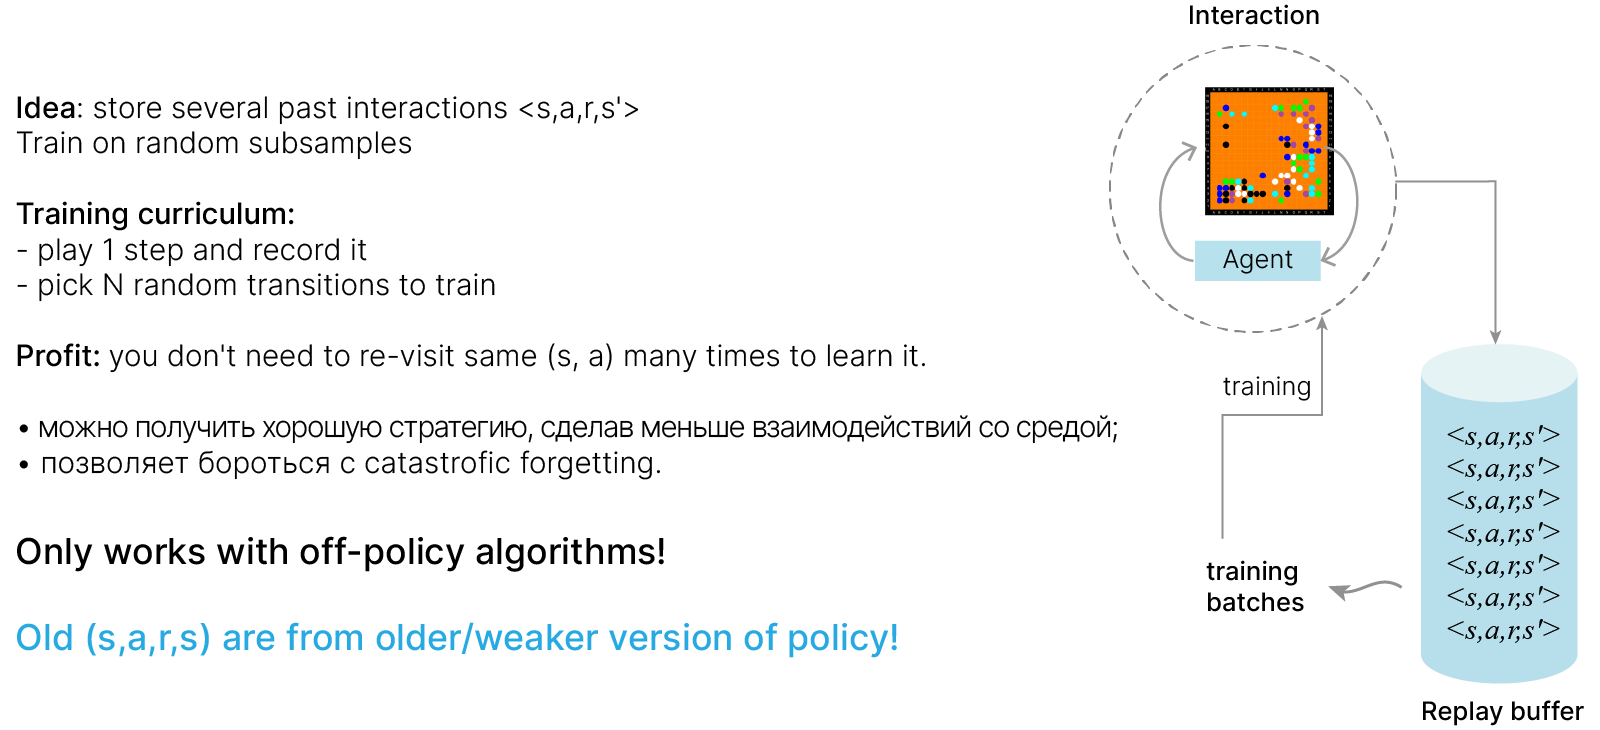 Interaction
Idea: store several past interactions <s,a,r,s'>
Train on random subsamples
Training curriculum:
- play 1 step and record it
- pick N random transitions to train
Profit: you don't need to re-visit same (s, a) many times to learn it.
• можно получить хорошую стратегию, сделав меньше взаимодействий со средой;
• позволяет бороться с catastrofic forgetting.
Only works with off-policy algorithms!
Old (s,a,r,s) are from older/weaker version of policy!
Agent
training
training
batches
<s,a,r,s'>
<s,a,r,s'>
<s,a,r,s'>
<s,a,r,s'>
<s,a,r,s'>
<s,a,r,s'>
<s,a,r,s'>
Replay buffer